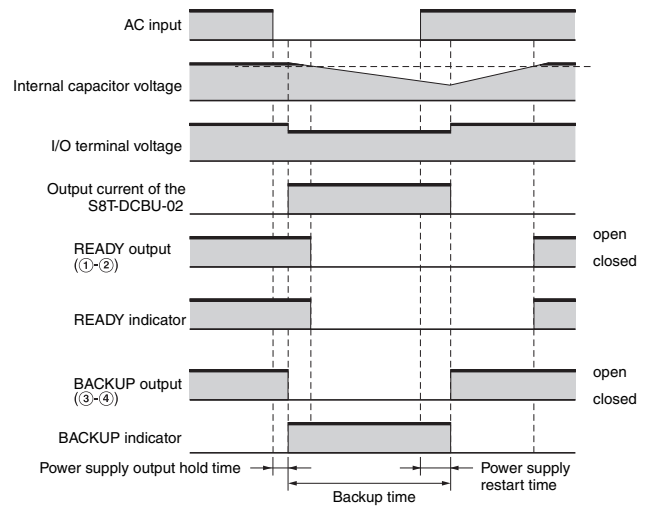 AC input
Internal capacitor voltage
I/O terminal voltage
Output current of the
S8T-DCBU-02
READY output
(①-②)
open
closed
READY indicator
BACKUP output
(③-④)
open
closed
BACKUP indicator
Power supply output hold time
Power supply
restart time
Backup time